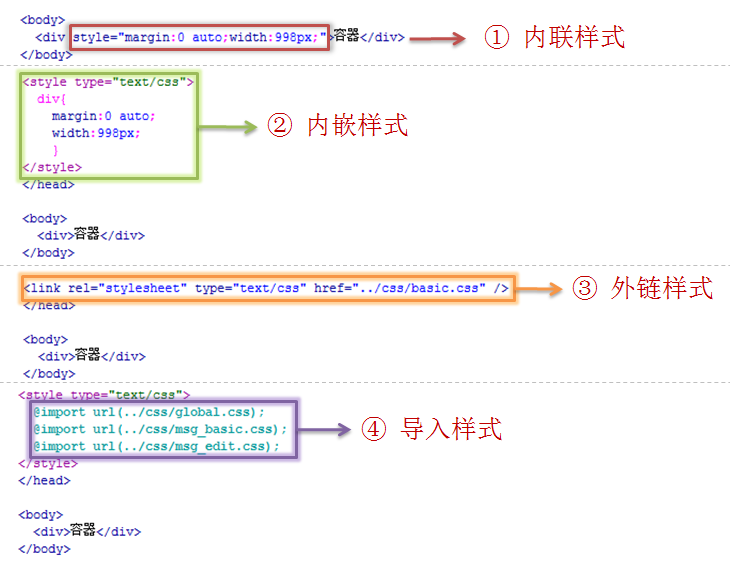 <body>
<div style="margin:0 auto;width:998px;">容器</div>
① 内联样式
</body>
<style type="text/css">
div{
margin:0 auto;
width:998px;
}
</style>
② 内嵌样式
</head>
<body>
<div>容器</div>
</body>
<link rel="stylesheet" type="text/css" href="../css/basic.css" />
③ 外链样式
</head>
<body>
<div>容器</div>
</body>
<style type="text/css">
@import url(../css/global.css);
@import url(../css/msg_basic.css);
@import url(../css/msg_edit.css);
④ 导入样式
</style>
</head>
<body>
<div>容器</div>
</body>